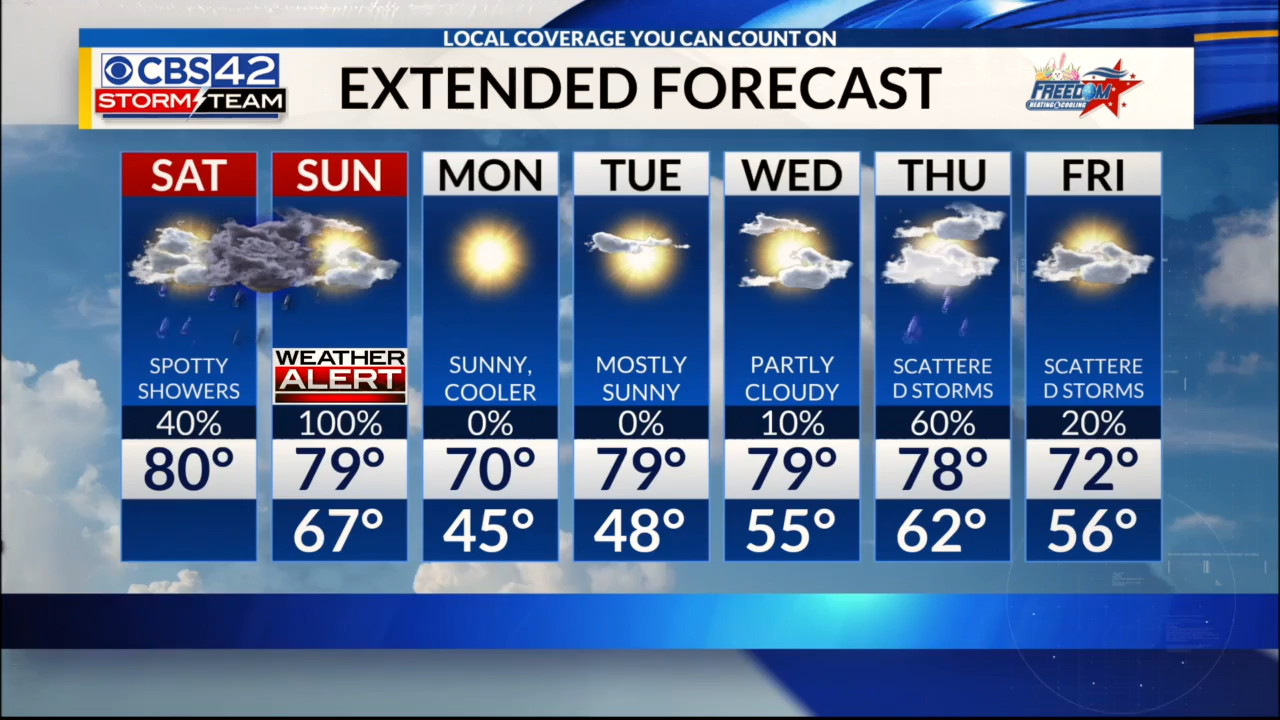 LOCAL COVERAGE YOU CAN COUNT ON
CBS42
STORM TEAM
EXTENDED FORECAST
FREEDOM
HEATING & COOLING
SAT
SUN
MON
TUE
WED
THU
FRI
SPOTTY
SHOWERS
WEATHER
ALERT
SUNNY,
COOLER
MOSTLY
SUNNY
PARTLY
CLOUDY
SCATTERE
D STORMS
SCATTERE
D STORMS
40%
100%
0%
0%
10%
60%
20%
80°
79°
70°
79°
79°
78°
72°
67°
45°
48°
55°
62°
56°